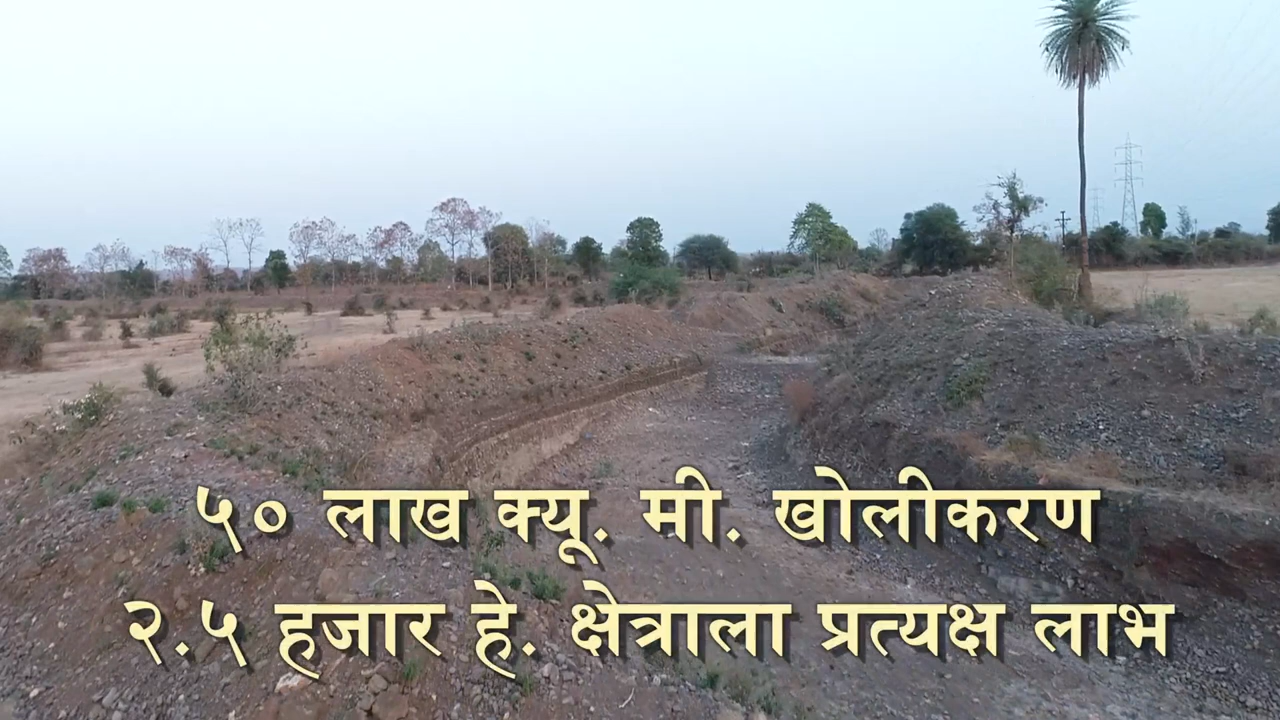 ५० लाख क्यू. मी. खोलीकरण
२.५ हजार हे. क्षेत्राला प्रत्यक्ष लाभ